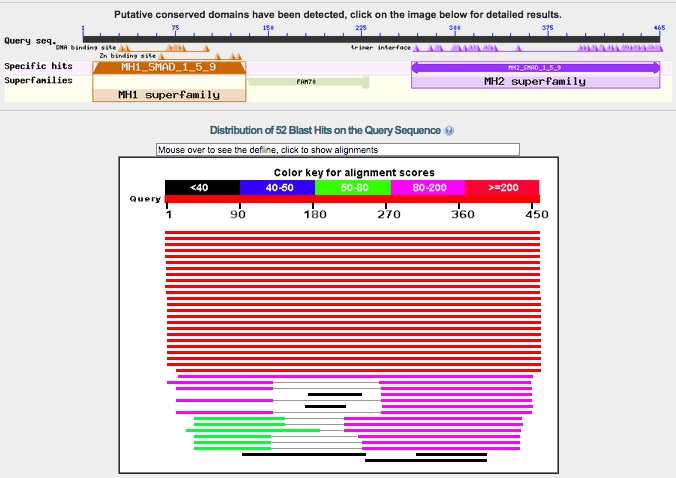 Putative conserved domains have been detected, click on the image below for detailed results.
1 75 150 225 300 375 465
Query seq.
DNA binding site
trimer interface
Zn binding site
Specific hits
MH1_SMAD_1_5_9
MH2_SMAD_1_5_9
Superfamilies
FAM70
MH1 superfamily
MH2 superfamily
Distribution of 52 Blast Hits on the Query Sequence
Mouse over to see the defline, click to show alignments
Color key for alignment scores
<40 40-50 50-80 80-200 >=200
Query
1 90 180 270 360 450